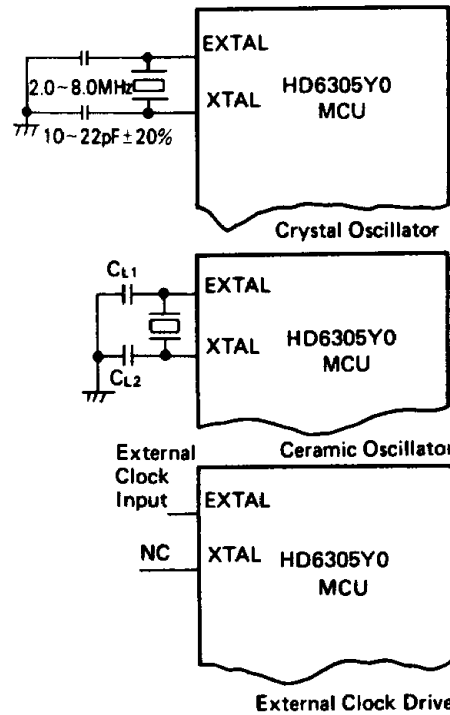 EXTAL
2.0~8.0MHz
XTAL
HD6305Y0
MCU
10~22pF±20%
Crystal Oscillator
CL1
EXTAL
XTAL
HD6305Y0
MCU
CL2
Ceramic Oscillator
External
Clock
Input
EXTAL
NC
XTAL
HD6305Y0
MCU
External Clock Drive